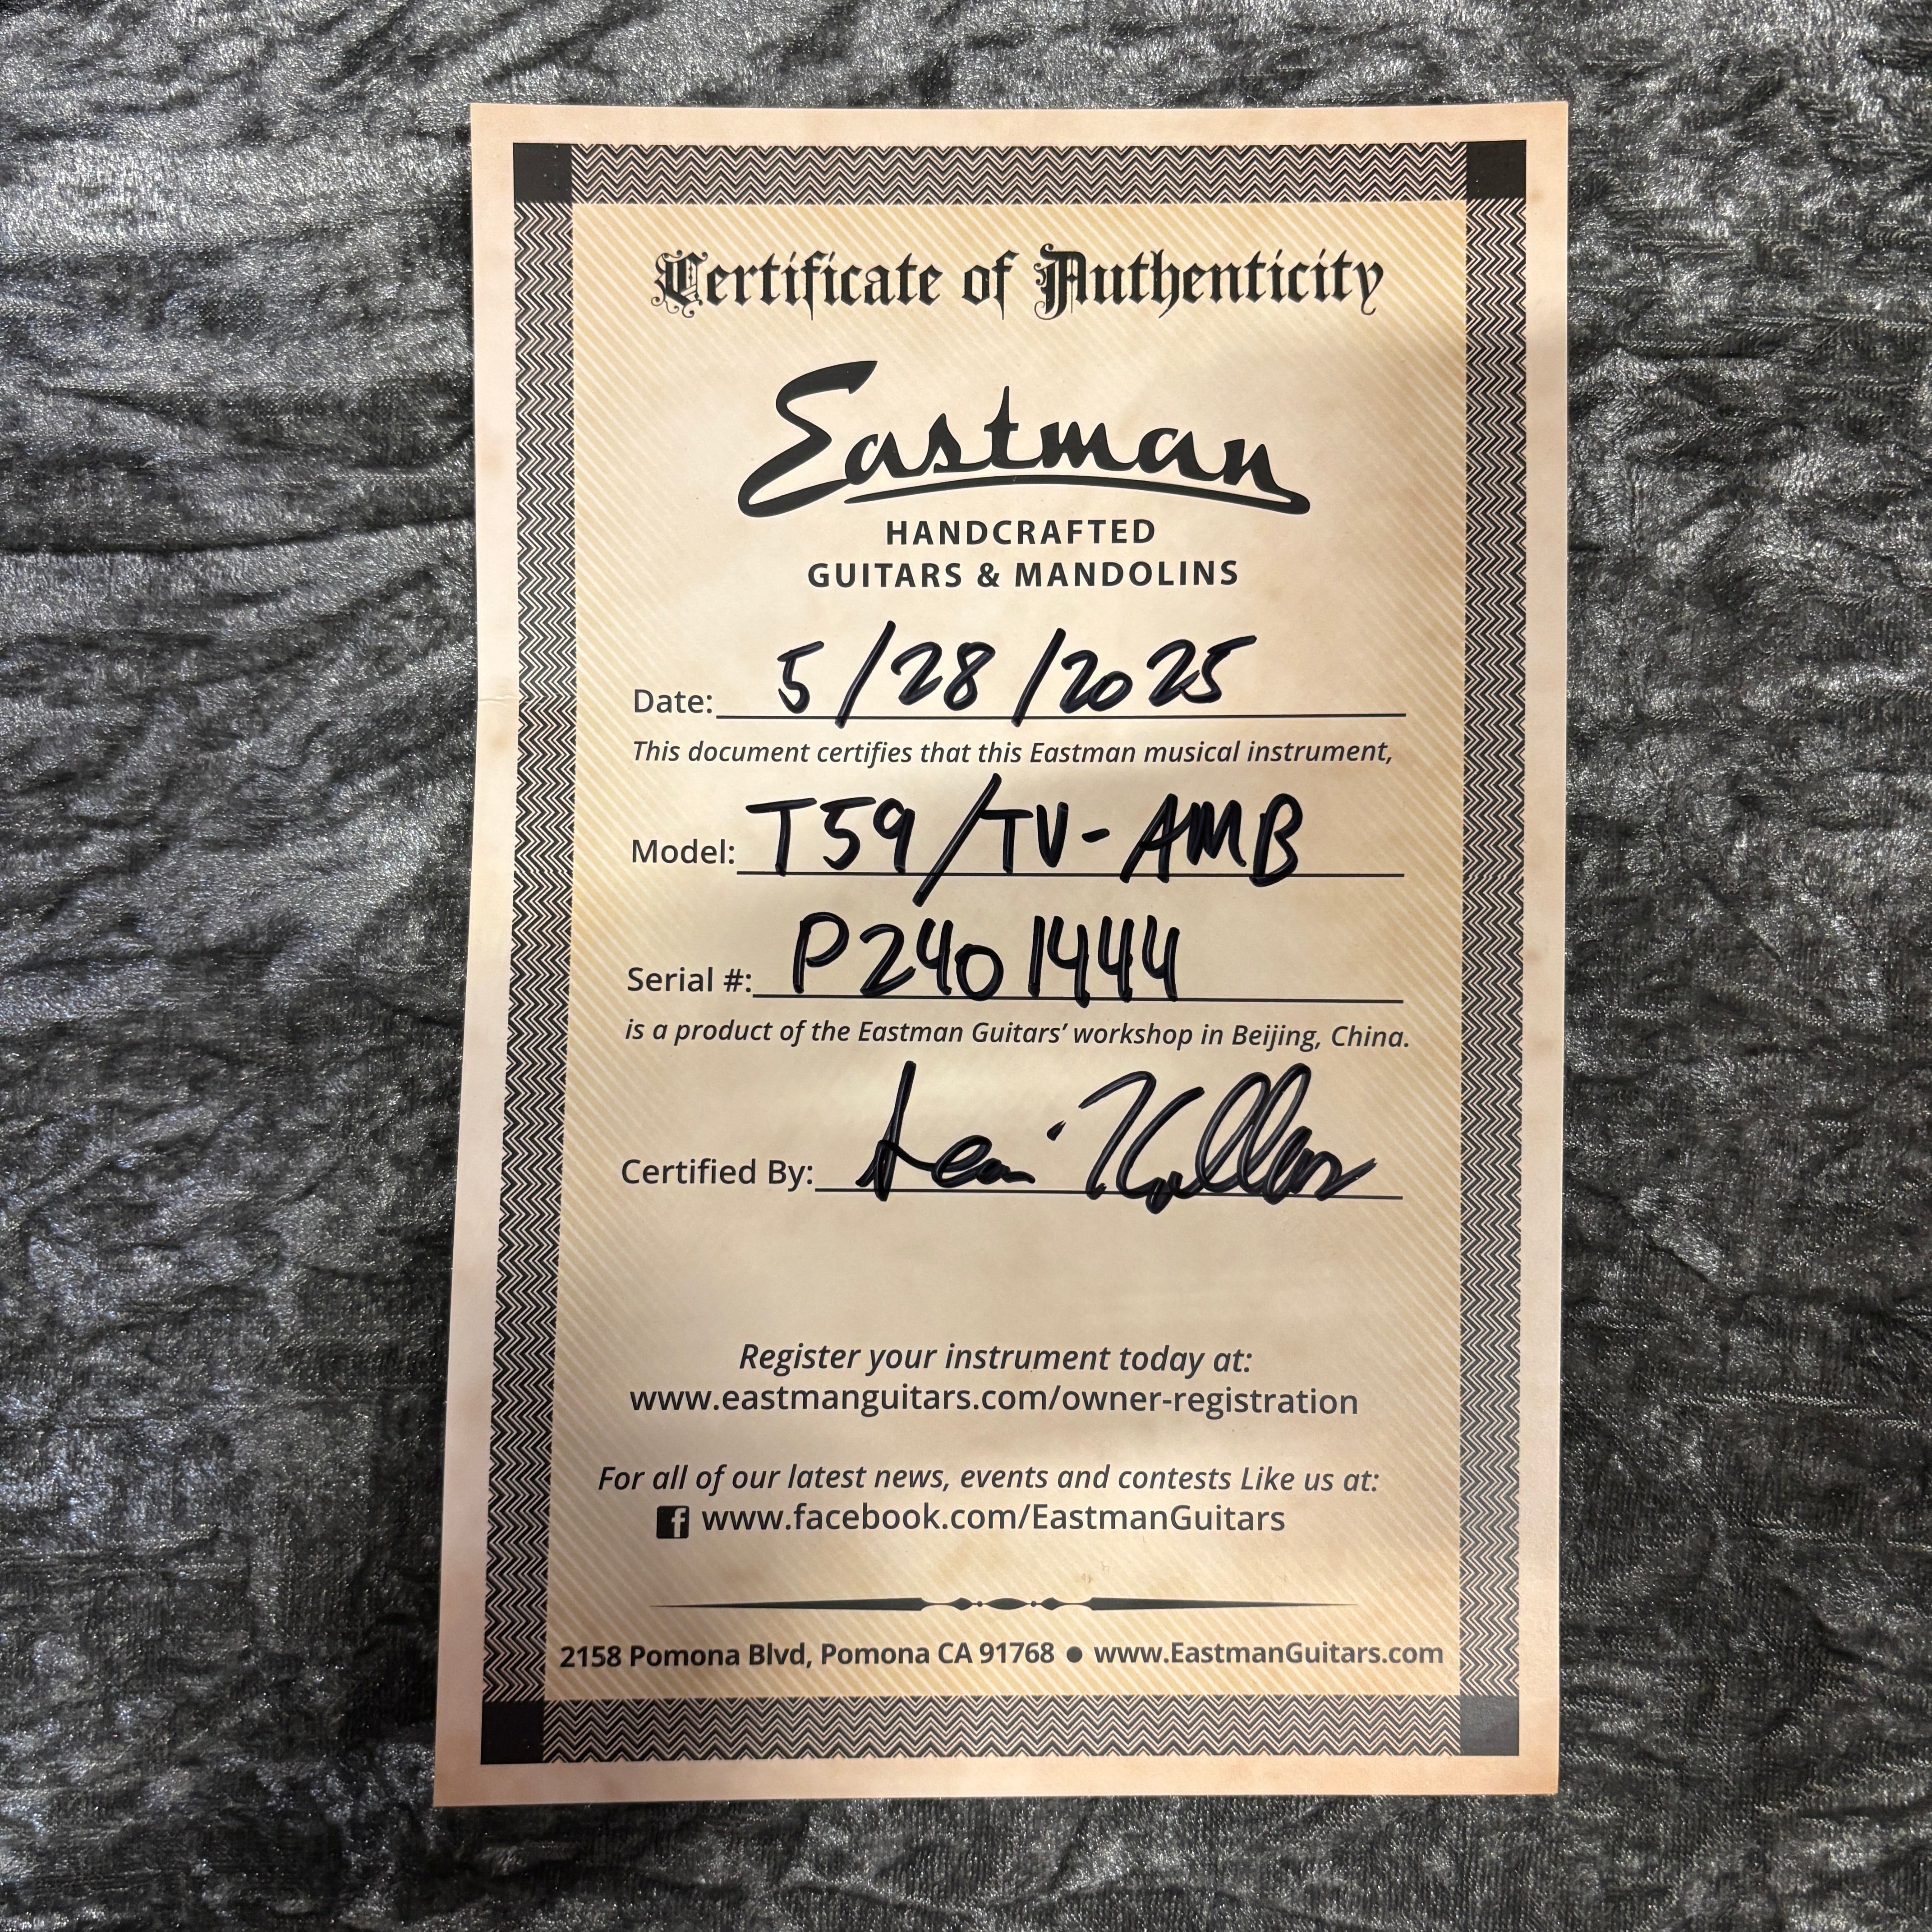 Certificate of Authenticity
Eastman
HANDCRAFTED
GUITARS & MANDOLINS
Date: 5/28/2025
This document certifies that this Eastman musical instrument,
Model: T59/TV-AMB
Serial #: P2401444
is a product of the Eastman Guitars' workshop in Beijing, China.
Certified By:
Register your instrument today at:
www.eastmanguitars.com/owner-registration
For all of our latest news, events and contests Like us at:
f www.facebook.com/EastmanGuitars
2158 Pomona Blvd, Pomona CA 91768 ● www.EastmanGuitars.com